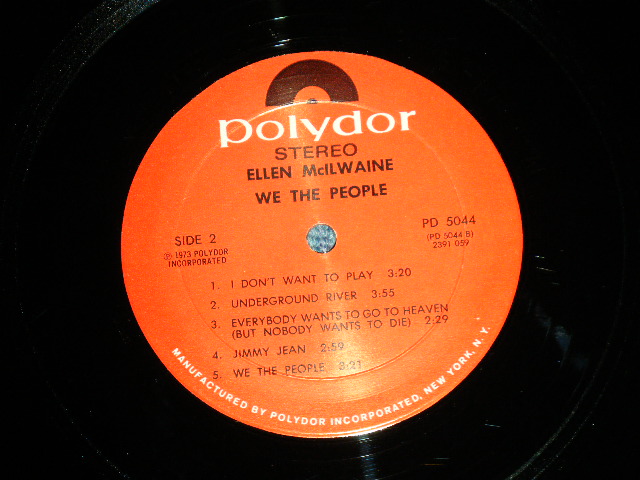 polydor
STEREO
ELLEN McILWAINE
WE THE PEOPLE
SIDE 2
℗ 1973 POLYDOR
INCORPORATED
PD 5044
(PD 5044 B)
2391 059
1. I DON'T WANT TO PLAY 3:20
2. UNDERGROUND RIVER 3:55
3. EVERYBODY WANTS TO GO TO HEAVEN
(BUT NOBODY WANTS TO DIE) 2:29
4. JIMMY JEAN 2:59
5. WE THE PEOPLE 3:21
MANUFACTURED BY POLYDOR INCORPORATED, NEW YORK, N.Y.